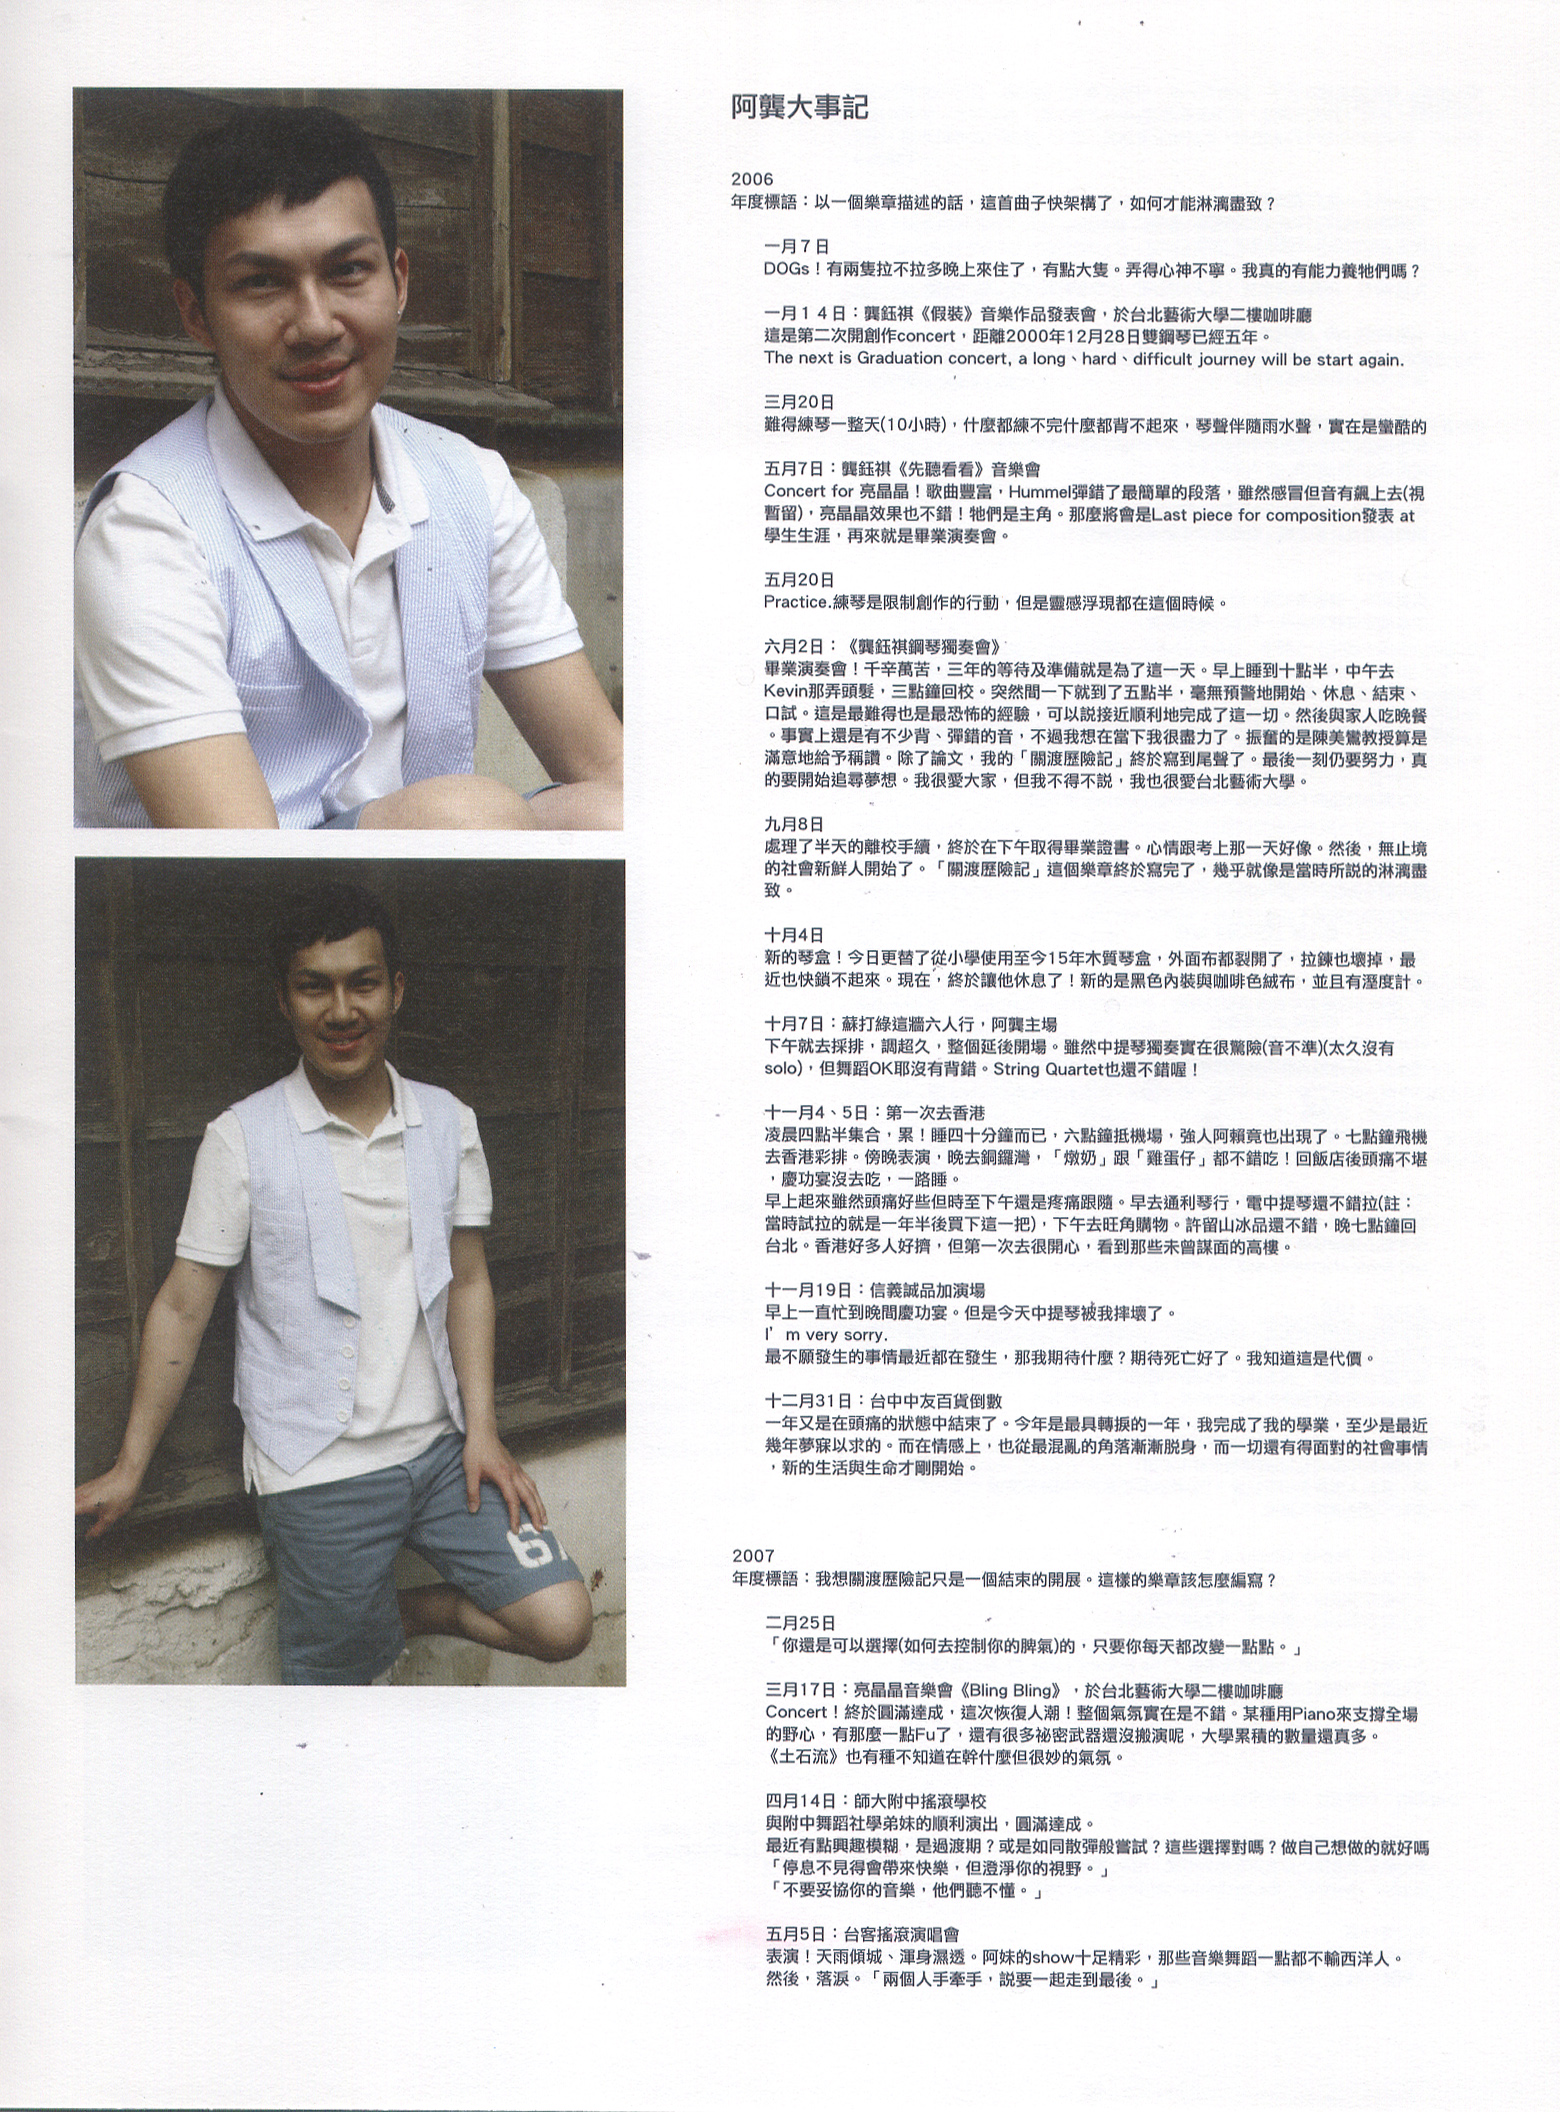 阿龔大事記
2006
年度標語：以一個樂章描述的話，這首曲子快架構了，如何才能淋漓盡致？
一月７日
DOGs！有兩隻拉不拉多晚上來住了，有點大隻。弄得心神不寧。我真的有能力養牠們嗎？
一月１４日：龔鈺祺《假裝》音樂作品發表會，於台北藝術大學二樓咖啡廳
這是第二次開創作concert，距離2000年12月28日雙鋼琴已經五年。
The next is Graduation concert, a long、hard、difficult journey will be start again.
三月20日
難得練琴一整天(10小時)，什麼都練不完什麼都背不起來，琴聲伴隨雨水聲，實在是蠻酷的
五月7日：龔鈺祺《先聽看看》音樂會
Concert for 亮晶晶！歌曲豐富，Hummel彈錯了最簡單的段落，雖然感冒但音有飆上去(視
暫留)，亮晶晶效果也不錯！牠們是主角。那麼將會是Last piece for composition發表 at
學生生涯，再來就是畢業演奏會。
五月20日
Practice.練琴是限制創作的行動，但是靈感浮現都在這個時候。
六月2日：《龔鈺祺鋼琴獨奏會》
畢業演奏會！千辛萬苦，三年的等待及準備就是為了這一天。早上睡到十點半，中午去
Kevin那弄頭髮，三點鐘回校。突然間一下就到了五點半，毫無預警地開始、休息、結束、
口試。這是最難得也是最恐怖的經驗，可以說接近順利地完成了這一切。然後與家人吃晚餐
。事實上還是有不少背、彈錯的音，不過我想在當下我很盡力了。振奮的是陳美鸞教授算是
滿意地給予稱讚。除了論文，我的「關渡歷險記」終於寫到尾聲了。最後一刻仍要努力，真
的要開始追尋夢想。我很愛大家，但我不得不說，我也很愛台北藝術大學。
九月8日
處理了半天的離校手續，終於在下午取得畢業證書。心情跟考上那一天好像。然後，無止境
的社會新鮮人開始了。「關渡歷險記」這個樂章終於寫完了，幾乎就像是當時所說的淋漓盡
致。
十月4日
新的琴盒！今日更替了從小學使用至今15年木質琴盒，外面布都裂開了，拉鍊也壞掉，最
近也快鎖不起來。現在，終於讓他休息了！新的是黑色內裝與咖啡色絨布，並且有溼度計。
十月7日：蘇打綠這牆六人行，阿龔主場
下午就去採排，調超久，整個延後開場。雖然中提琴獨奏實在很驚險(音不準)(太久沒有
solo)，但舞蹈OK耶沒有背錯。String Quartet也還不錯喔！
十一月4、5日：第一次去香港
凌晨四點半集合，累！睡四十分鐘而已，六點鐘抵機場，強人阿賴竟也出現了。七點鐘飛機
去香港彩排。傍晚表演，晚去銅鑼灣，「燉奶」跟「雞蛋仔」都不錯吃！回飯店後頭痛不堪
，慶功宴沒去吃，一路睡。
早上起來雖然頭痛好些但時至下午還是疼痛跟隨。早去通利琴行，電中提琴還不錯拉(註：
當時試拉的就是一年半後買下這一把)，下午去旺角購物。許留山冰品還不錯，晚七點鐘回
台北。香港好多人好擠，但第一次去很開心，看到那些未曾謀面的高樓。
十一月19日：信義誠品加演場
早上一直忙到晚間慶功宴。但是今天中提琴被我摔壞了。
I’m very sorry.
最不願發生的事情最近都在發生，那我期待什麼？期待死亡好了。我知道這是代價。
十二月31日：台中中友百貨倒數
一年又是在頭痛的狀態中結束了。今年是最具轉捩的一年，我完成了我的學業，至少是最近
幾年夢寐以求的。而在情感上，也從最混亂的角落漸漸脫身，而一切還有得面對的社會事情
，新的生活與生命才剛開始。
2007
年度標語：我想關渡歷險記只是一個結束的開展。這樣的樂章該怎麼編寫？
二月25日
「你還是可以選擇(如何去控制你的脾氣)的，只要你每天都改變一點點。」
三月17日：亮晶晶音樂會《Bling Bling》，於台北藝術大學二樓咖啡廳
Concert！終於圓滿達成，這次恢復人潮！整個氣氛實在是不錯。某種用Piano來支撐全場
的野心，有那麼一點Fu了，還有很多祕密武器還沒搬演呢，大學累積的數量還真多。
《土石流》也有種不知道在幹什麼但很妙的氣氛。
四月14日：師大附中搖滾學校
與附中舞蹈社學弟妹的順利演出，圓滿達成。
最近有點興趣模糊，是過渡期？或是如同散彈般嘗試？這些選擇對嗎？做自己想做的就好嗎
「停息不見得會帶來快樂，但澄淨你的視野。」
「不要妥協你的音樂，他們聽不懂。」
五月5日：台客搖滾演唱會
表演！天雨傾城、渾身濕透。阿妹的show十足精彩，那些音樂舞蹈一點都不輸西洋人。
然後，落淚。「兩個人手牽手，說要一起走到最後。」
6